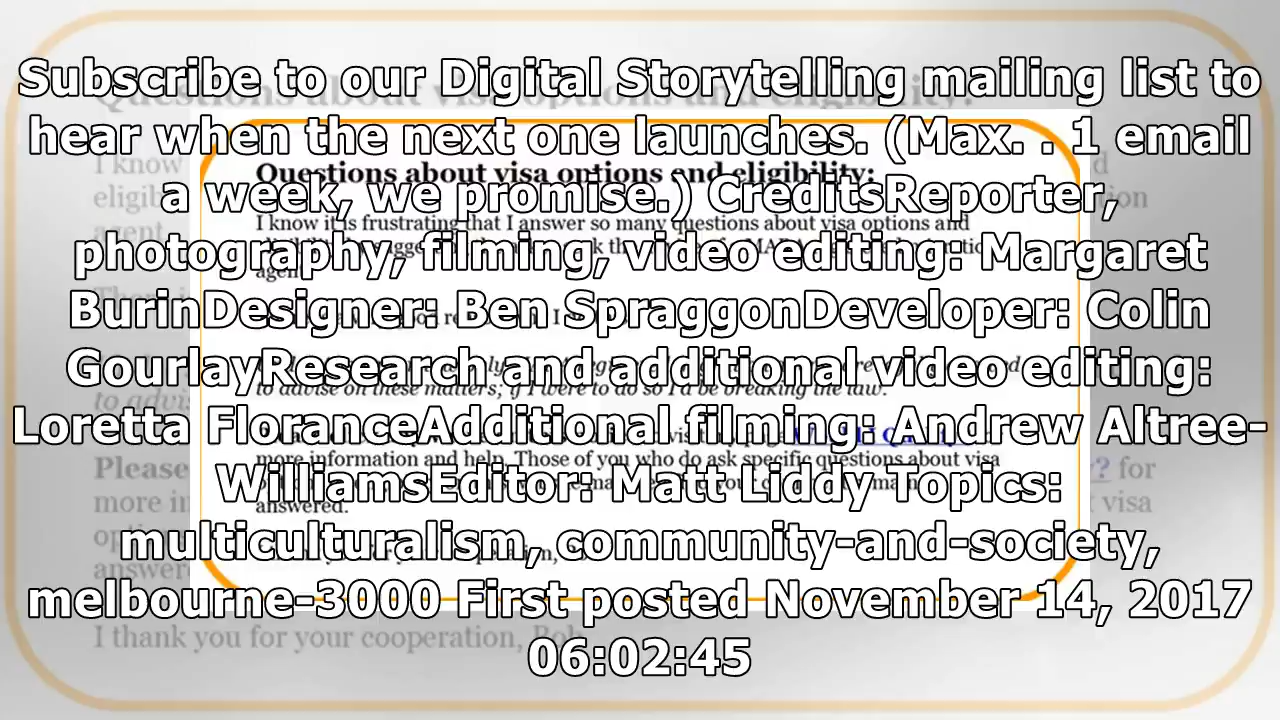 Subscribe to our Digital Storytelling mailing list to
hear when the next one launches. (Max. . 1 email
a week, we promise.) CreditsReporter,
photography, filming, video editing: Margaret
BurinDesigner: Ben SpraggonDeveloper: Colin
GourlayResearch and additional video editing:
Loretta FloranceAdditional filming: Andrew Altree-
WilliamsEditor: Matt Liddy Topics:
multiculturalism, community-and-society,
melbourne-3000 First posted November 14, 2017
06:02:45
Questions about visa options and eligibility:
I know it is frustrating that I answer so many questions about visa options and
agent
to advise on these matters; if I were to do so I'd be breaking the law.
more information and help. Those of you who do ask specific questions about visa
answered.
I thank you for your cooperation, Rob